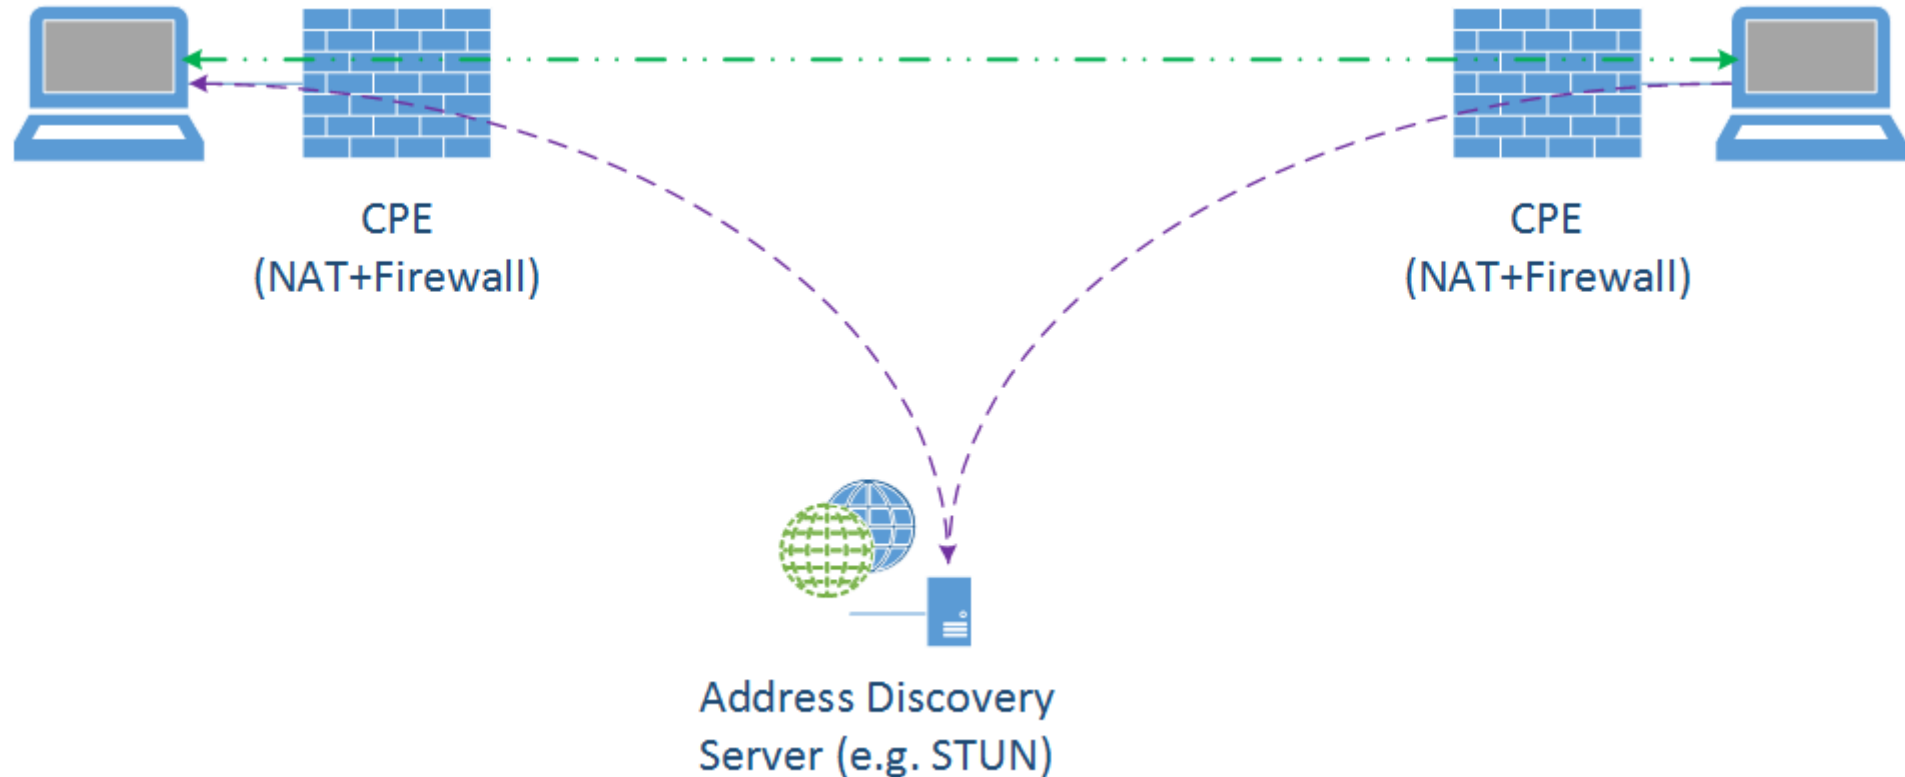 CPE
(NAT+Firewall)
CPE
(NAT+Firewall)
Address Discovery
Server (e.g. STUN)